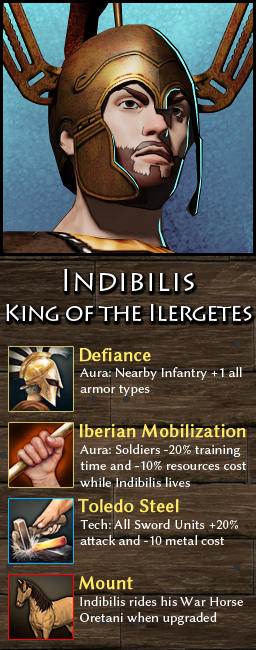 Indibilis
King of the Ilergetes
Defiance
Aura: Nearby Infantry +1 all
armor types
Iberian Mobilization
Aura: Soldiers -20% training
time and -10% resources cost
while Indibilis lives
Toledo Steel
Tech: All Sword Units +20%
attack and -10 metal cost
Mount
Indibilis rides his War Horse
Oretani when upgraded